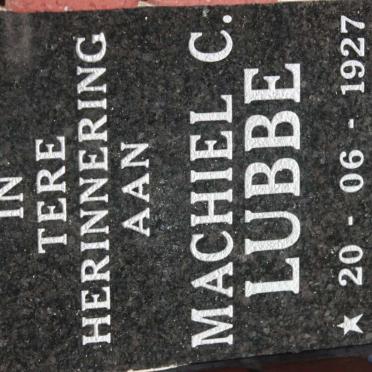 IN
TERE
HERINNERING
AAN
MACHIEL C.
LUBBE
★ 20 - 06 - 1927